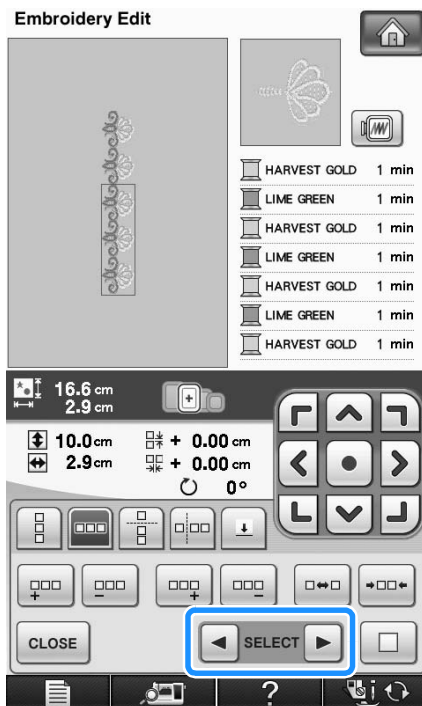 Embroidery Edit
HARVEST GOLD 1 min
LIME GREEN 1 min
HARVEST GOLD 1 min
LIME GREEN 1 min
HARVEST GOLD 1 min
LIME GREEN 1 min
HARVEST GOLD 1 min
16.6 cm
2.9 cm
10.0 cm + 0.00 cm
2.9 cm + 0.00 cm
0°
+ − + −
CLOSE SELECT
?